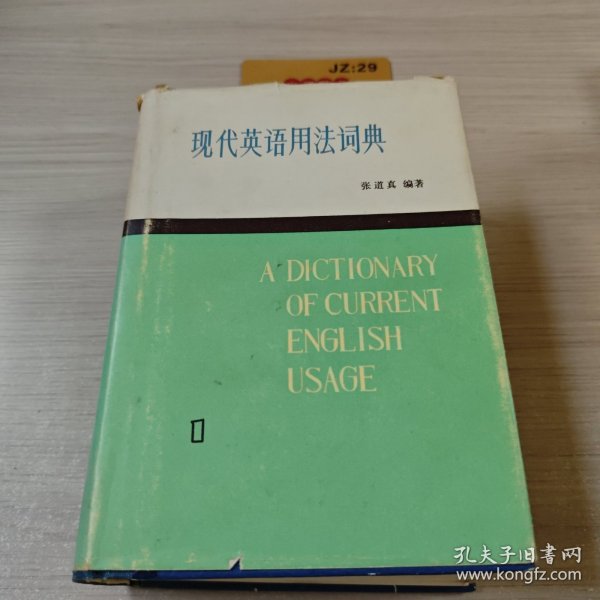 JZ:29
现代英语用法词典
张道真 编著
A DICTIONARY
OF CURRENT
ENGLISH
USAGE
孔夫子旧书网
www.kongfz.com